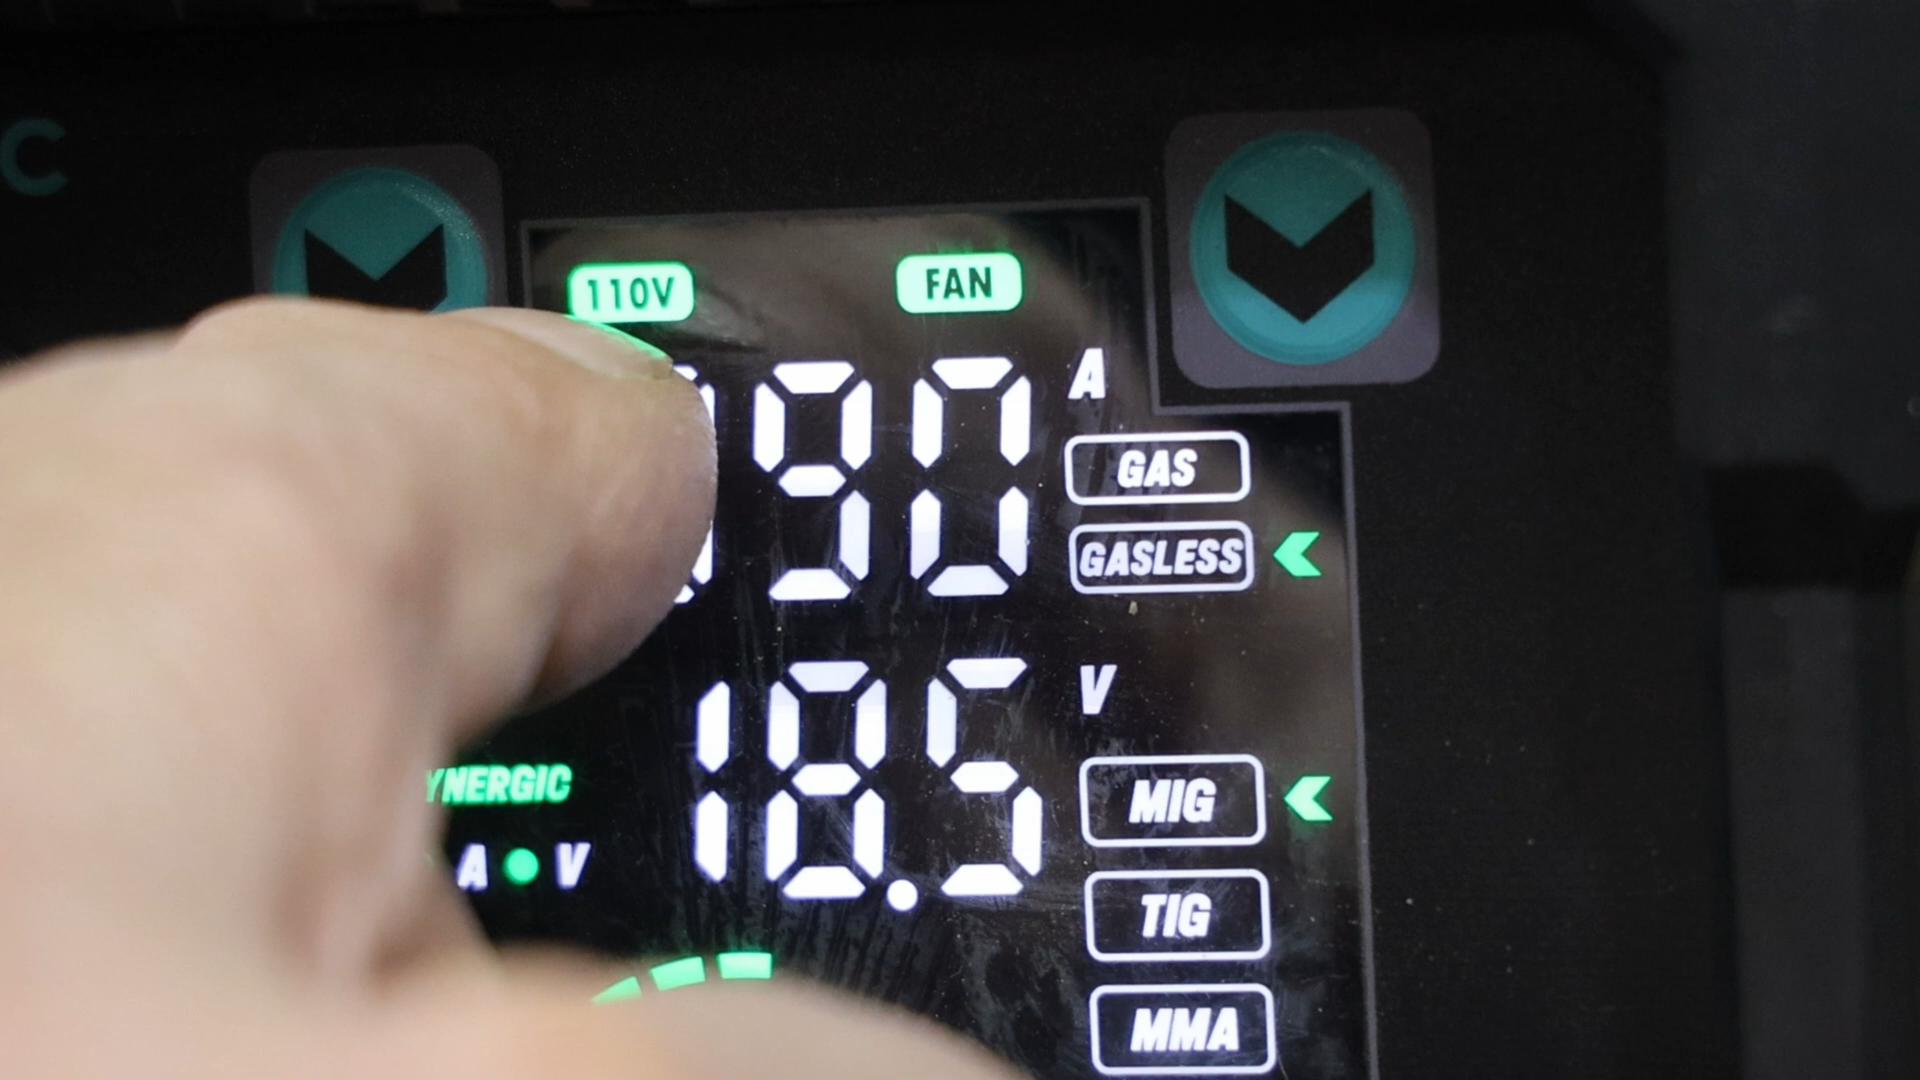 C
110V FAN
90 A
GAS
GASLESS
18.5 V
YNERGIC
MIG
A V
TIG
MMA